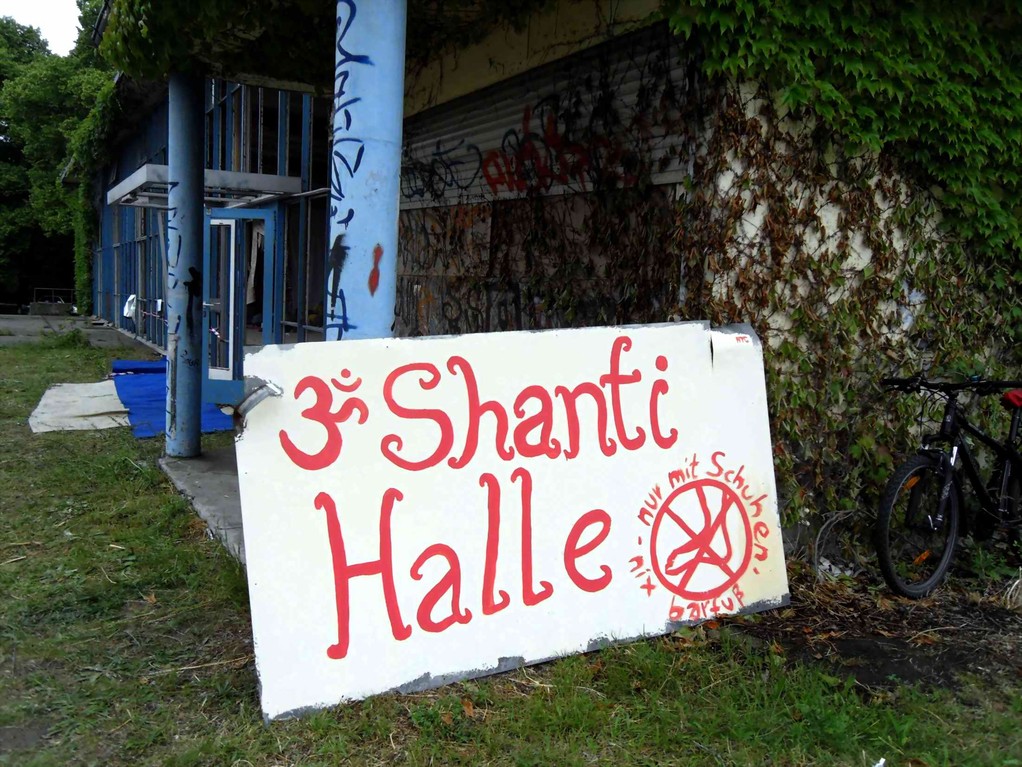 ॐ Shanti
Halle
- nur mit Schuhen -
nix barfuß